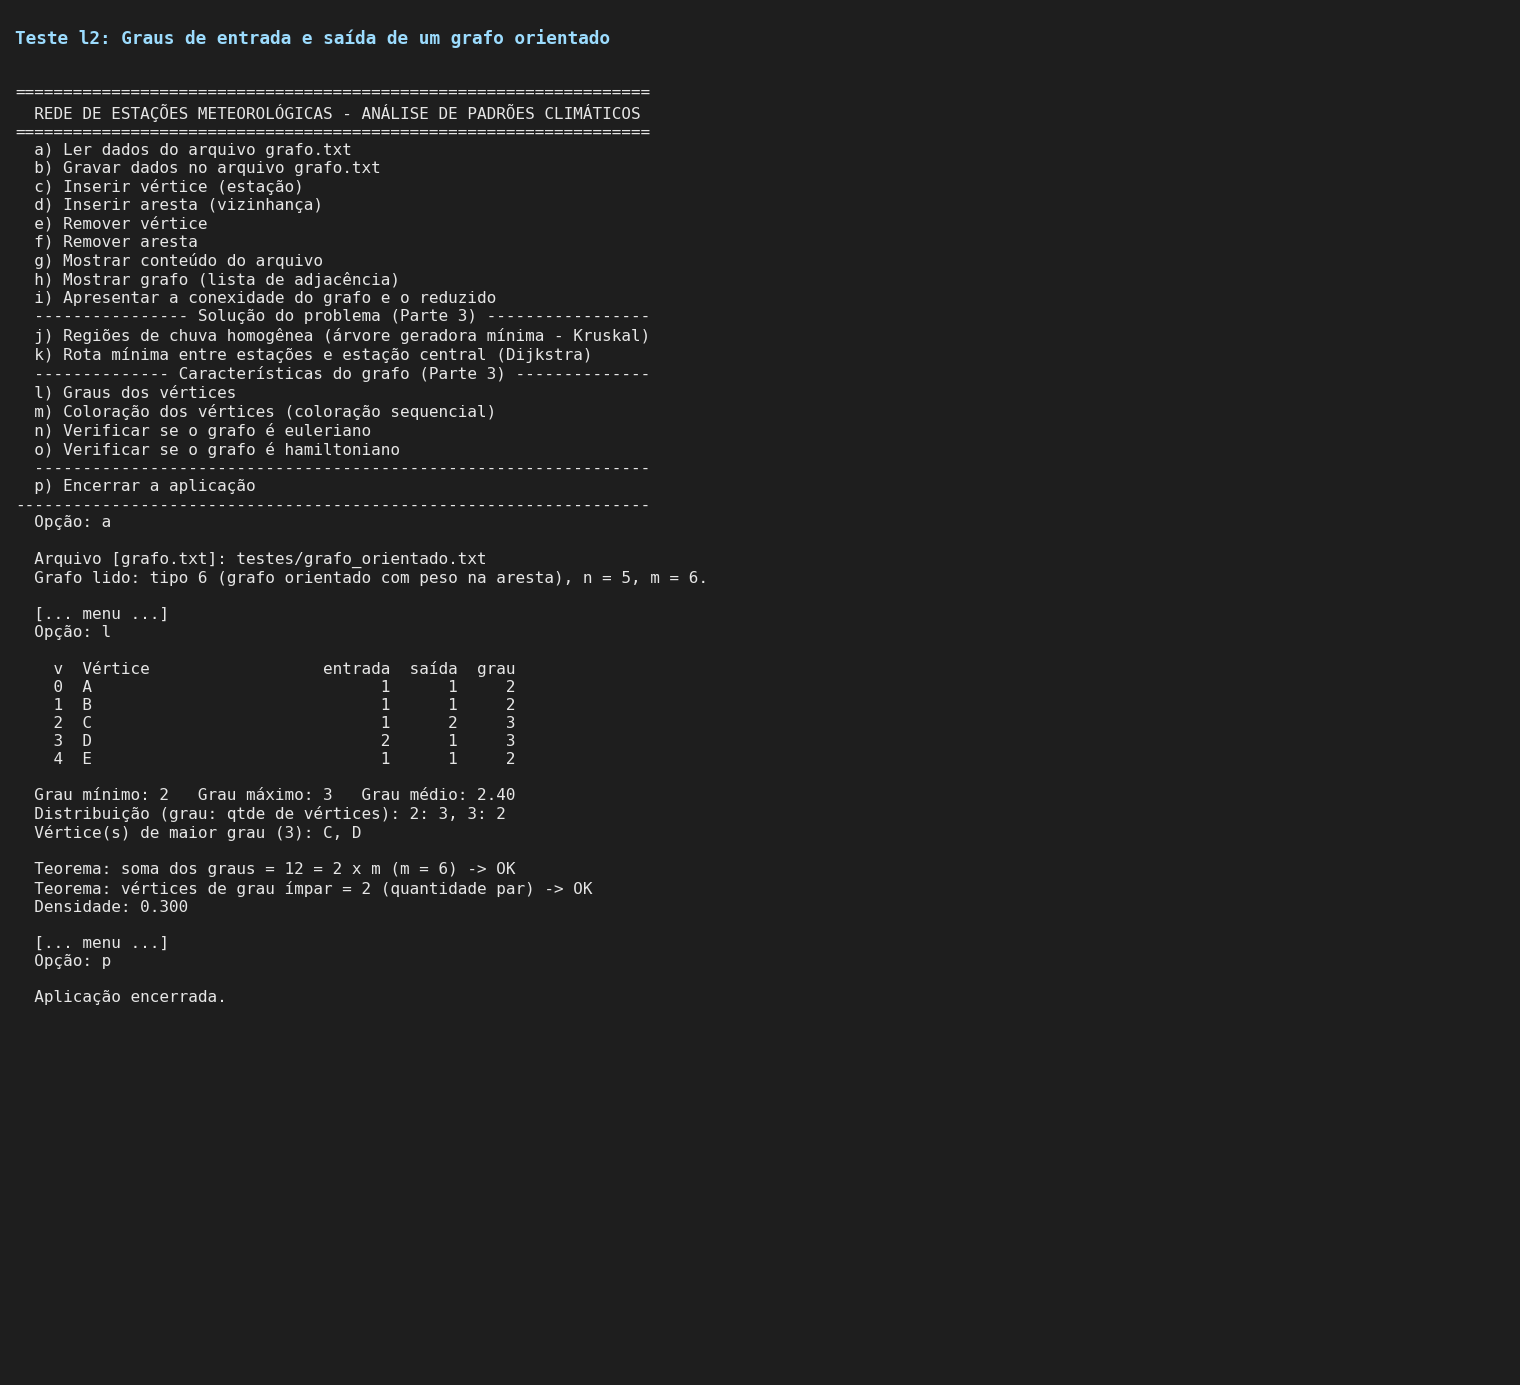 Teste l2: Graus de entrada e saída de um grafo orientado
==================================================================
  REDE DE ESTAÇÕES METEOROLÓGICAS - ANÁLISE DE PADRÕES CLIMÁTICOS
==================================================================
  a) Ler dados do arquivo grafo.txt
  b) Gravar dados no arquivo grafo.txt
  c) Inserir vértice (estação)
  d) Inserir aresta (vizinhança)
  e) Remover vértice
  f) Remover aresta
  g) Mostrar conteúdo do arquivo
  h) Mostrar grafo (lista de adjacência)
  i) Apresentar a conexidade do grafo e o reduzido
  ---------------- Solução do problema (Parte 3) -----------------
  j) Regiões de chuva homogênea (árvore geradora mínima - Kruskal)
  k) Rota mínima entre estações e estação central (Dijkstra)
  -------------- Características do grafo (Parte 3) --------------
  l) Graus dos vértices
  m) Coloração dos vértices (coloração sequencial)
  n) Verificar se o grafo é euleriano
  o) Verificar se o grafo é hamiltoniano
  ----------------------------------------------------------------
  p) Encerrar a aplicação
------------------------------------------------------------------
  Opção: a
  Arquivo [grafo.txt]: testes/grafo_orientado.txt
  Grafo lido: tipo 6 (grafo orientado com peso na aresta), n = 5, m = 6.
  [... menu ...]
  Opção: l
    v  Vértice                  entrada  saída  grau
    0  A                              1      1     2
    1  B                              1      1     2
    2  C                              1      2     3
    3  D                              2      1     3
    4  E                              1      1     2
  Grau mínimo: 2   Grau máximo: 3   Grau médio: 2.40
  Distribuição (grau: qtde de vértices): 2: 3, 3: 2
  Vértice(s) de maior grau (3): C, D
  Teorema: soma dos graus = 12 = 2 x m (m = 6) -> OK
  Teorema: vértices de grau ímpar = 2 (quantidade par) -> OK
  Densidade: 0.300
  [... menu ...]
  Opção: p
  Aplicação encerrada.